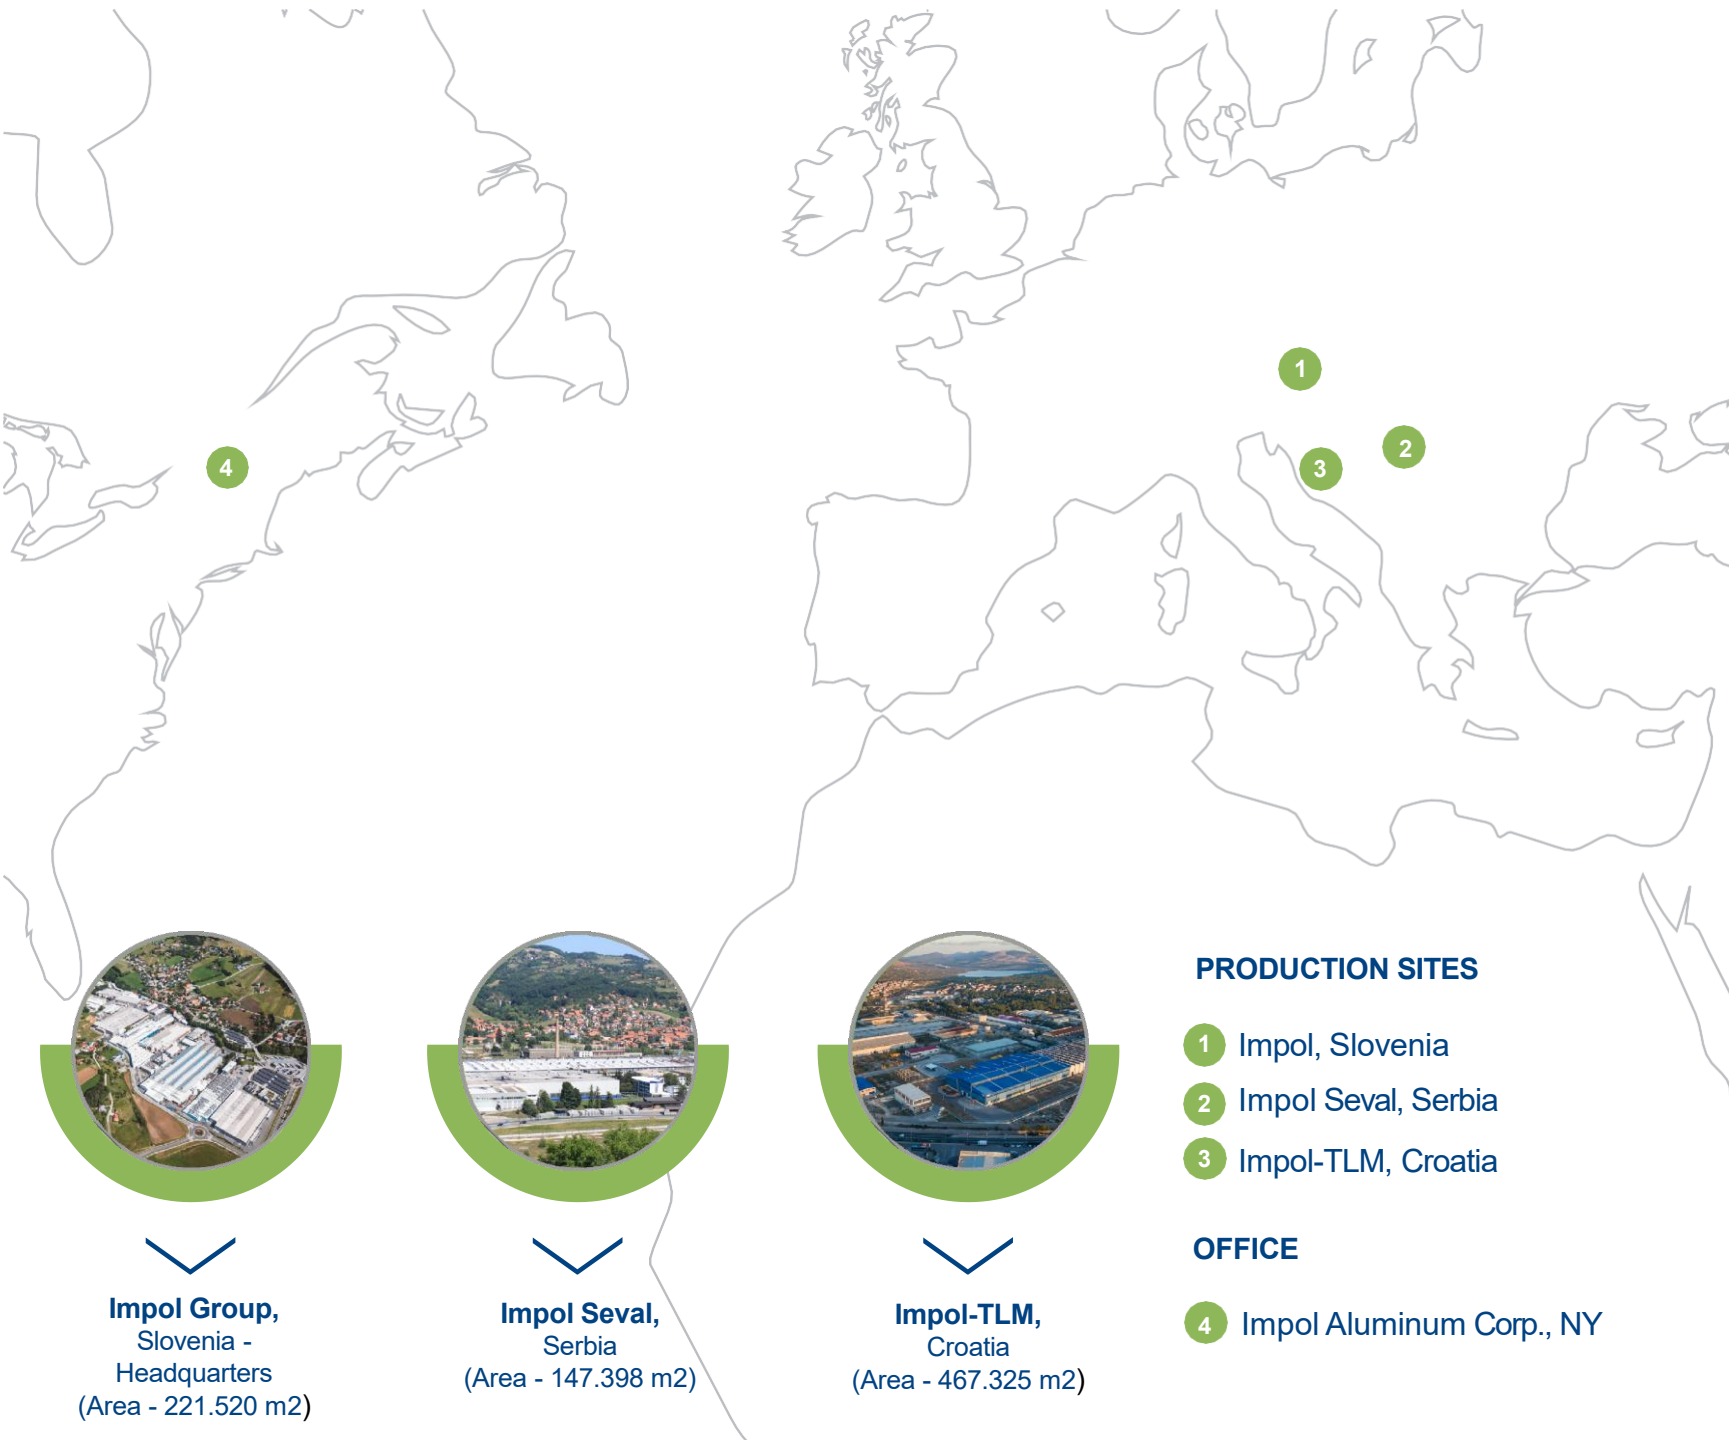 1
2
3
4
Impol Group,
Slovenia -
Headquarters
(Area - 221.520 m2)
Impol Seval,
Serbia
(Area - 147.398 m2)
Impol-TLM,
Croatia
(Area - 467.325 m2)
PRODUCTION SITES
1 Impol, Slovenia
2 Impol Seval, Serbia
3 Impol-TLM, Croatia
OFFICE
4 Impol Aluminum Corp., NY